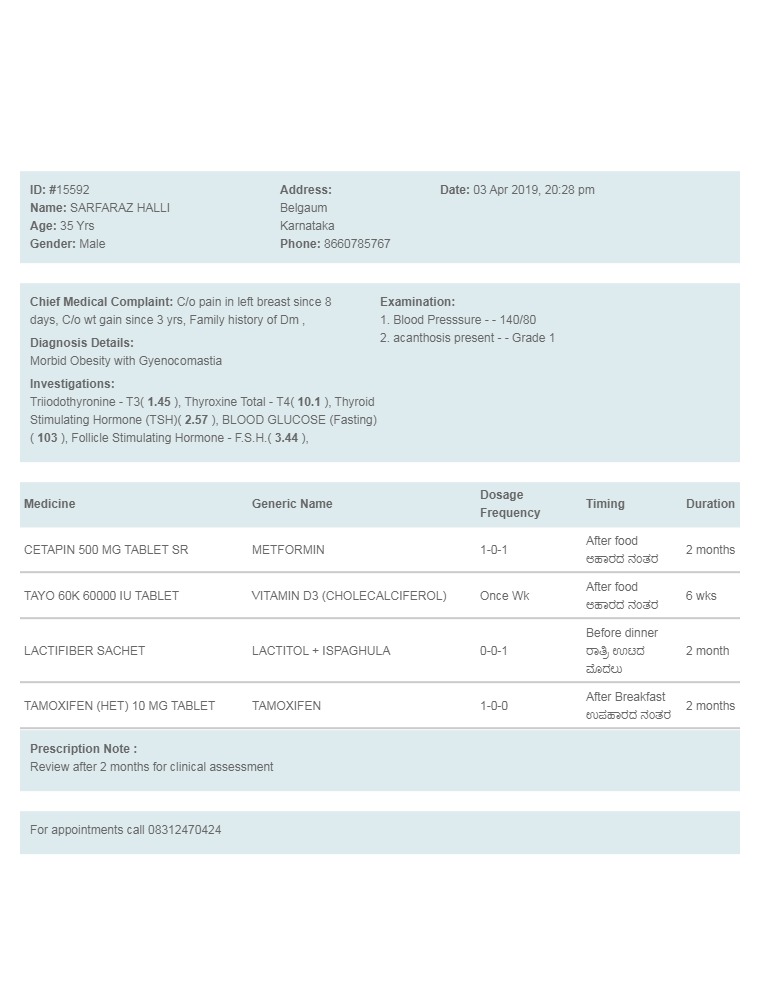 ID: #15592
Name: SARFARAZ HALLI
Age: 35 Yrs
Gender: Male
Address:
Belgaum
Karnataka
Phone: 8660785767
Date: 03 Apr 2019, 20:28 pm
Chief Medical Complaint: C/o pain in left breast since 8
days, C/o wt gain since 3 yrs, Family history of Dm ,
Diagnosis Details:
Morbid Obesity with Gyenocomastia
Investigations:
Triiodothyronine - T3( 1.45 ), Thyroxine Total - T4( 10.1 ), Thyroid
Stimulating Hormone (TSH)( 2.57 ), BLOOD GLUCOSE (Fasting)
( 103 ), Follicle Stimulating Hormone - F.S.H.( 3.44 ),
Examination:
1. Blood Presssure - - 140/80
2. acanthosis present - - Grade 1
Medicine Generic Name Dosage Frequency Timing Duration
CETAPIN 500 MG TABLET SR METFORMIN 1-0-1 After food 2 months
ಆಹಾರದ ನಂತರ
TAYO 60K 60000 IU TABLET VITAMIN D3 (CHOLECALCIFEROL) Once Wk After food 6 wks
ಆಹಾರದ ನಂತರ
LACTIFIBER SACHET LACTITOL + ISPAGHULA 0-0-1 Before dinner 2 month
ರಾತ್ರಿ ಊಟದ
ಮೊದಲು
TAMOXIFEN (HET) 10 MG TABLET TAMOXIFEN 1-0-0 After Breakfast 2 months
ಉಪಹಾರದ ನಂತರ
Prescription Note :
Review after 2 months for clinical assessment
For appointments call 08312470424